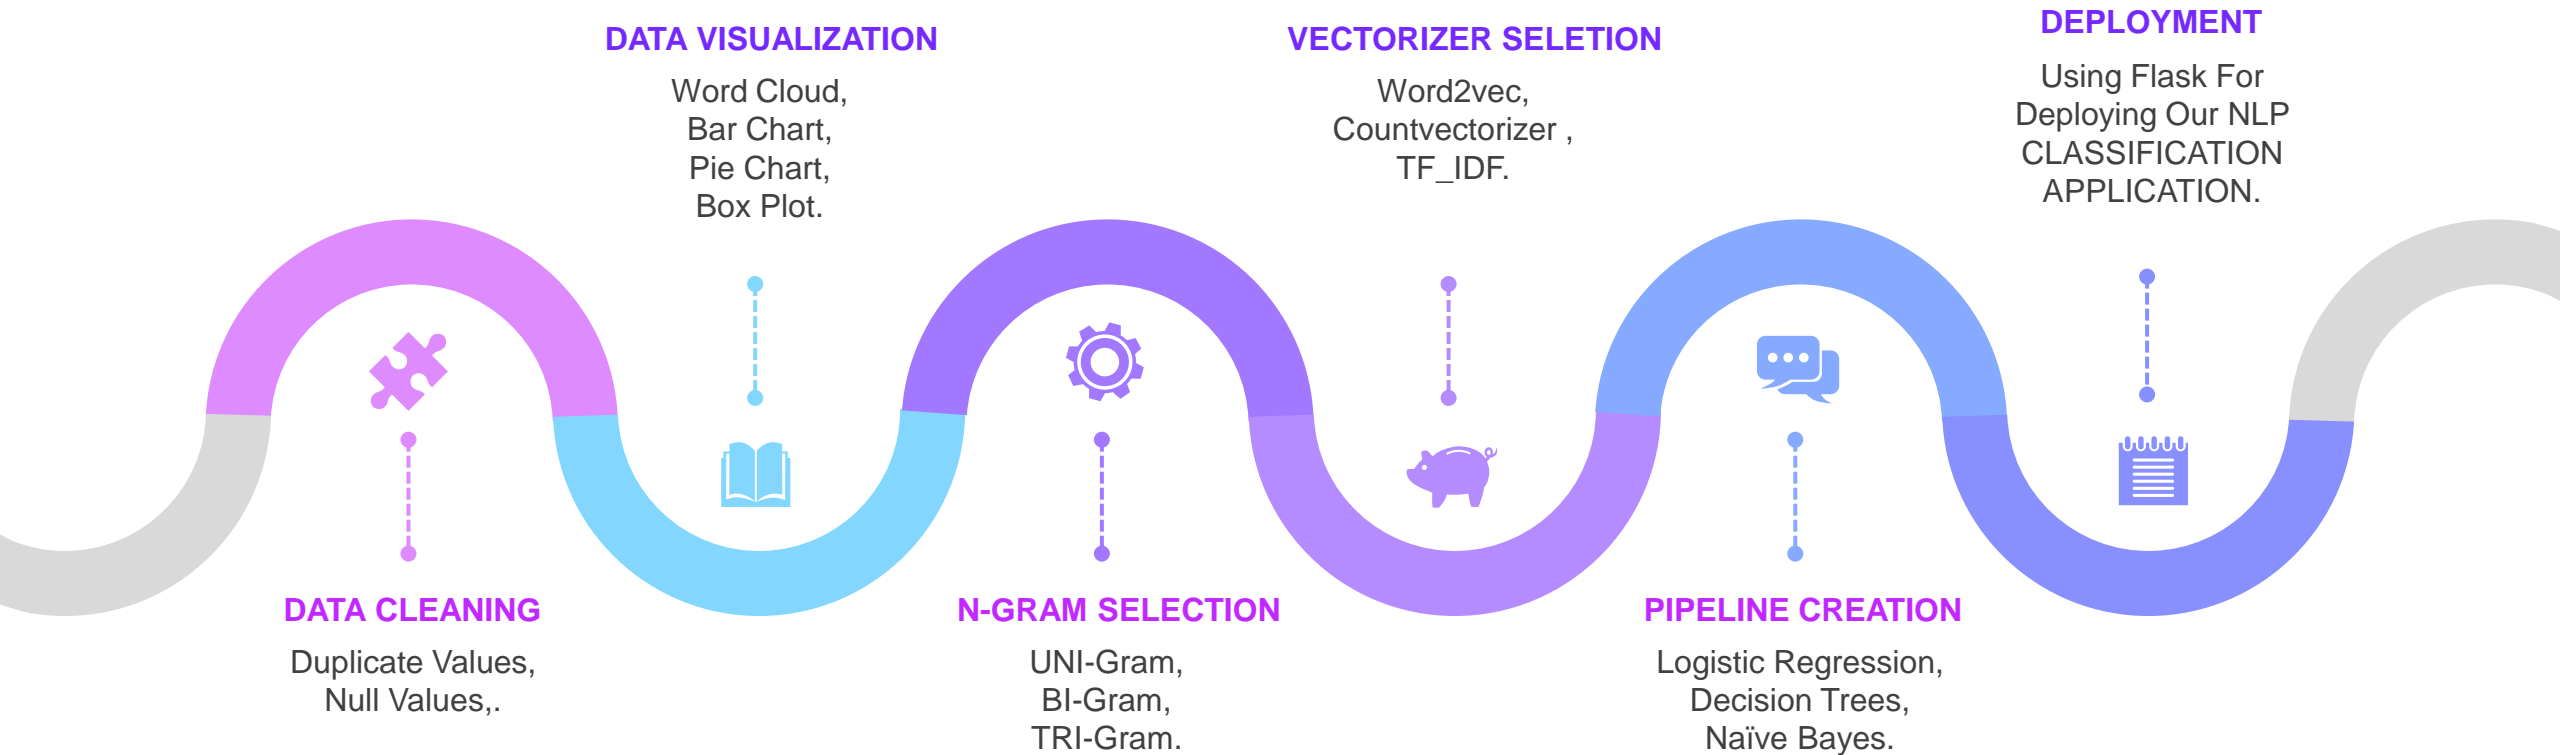 DATA CLEANING
Duplicate Values,
Null Values,.
DATA VISUALIZATION
Word Cloud,
Bar Chart,
Pie Chart,
Box Plot.
N-GRAM SELECTION
UNI-Gram,
BI-Gram,
TRI-Gram.
VECTORIZER SELETION
Word2vec,
Countvectorizer ,
TF_IDF.
PIPELINE CREATION
Logistic Regression,
Decision Trees,
Naïve Bayes.
DEPLOYMENT
Using Flask For
Deploying Our NLP
CLASSIFICATION
APPLICATION.